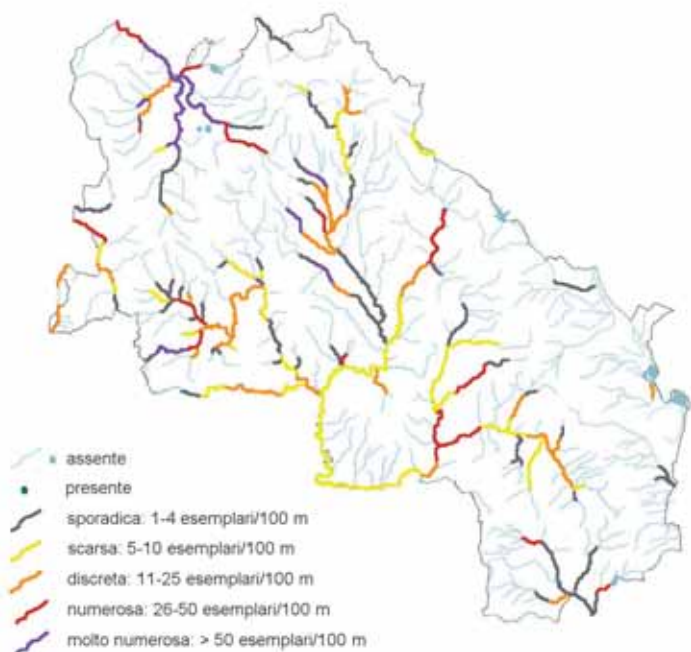 assente
presente
sporadica: 1-4 esemplari/100 m
scarsa: 5-10 esemplari/100 m
discreta: 11-25 esemplari/100 m
numerosa: 26-50 esemplari/100 m
molto numerosa: > 50 esemplari/100 m